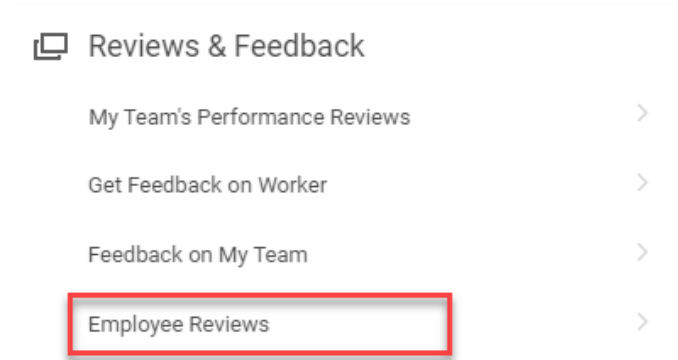 Reviews & Feedback
My Team's Performance Reviews
Get Feedback on Worker
Feedback on My Team
Employee Reviews